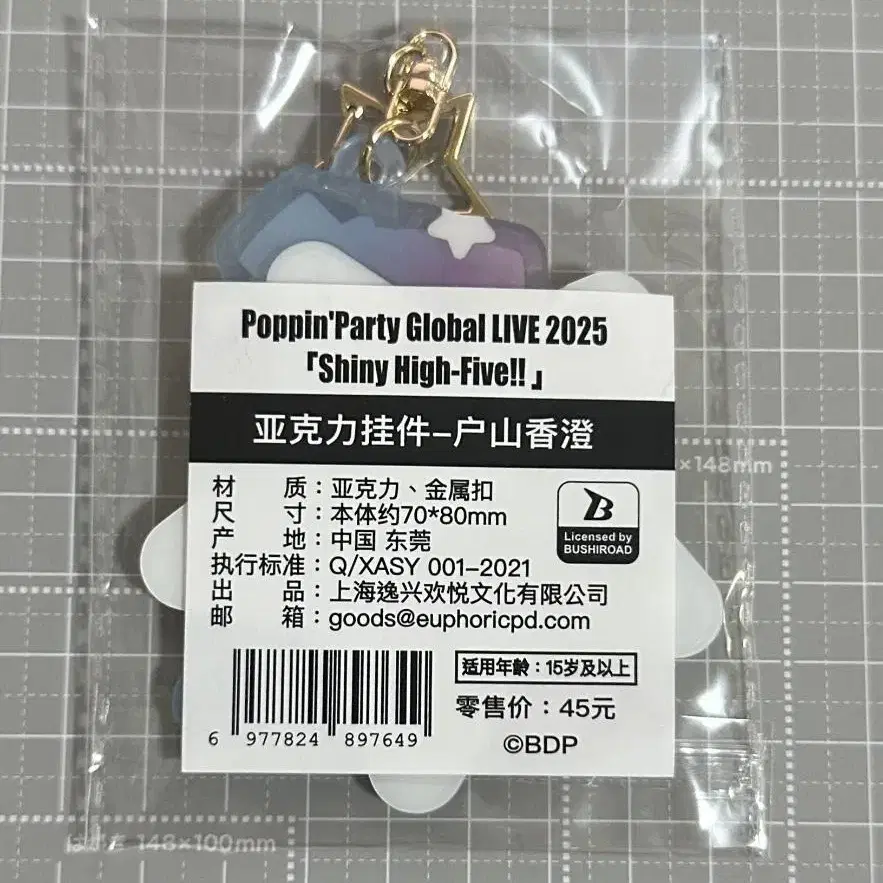 Poppin'Party Global LIVE 2025
「Shiny High-Five!!」
亚克力挂件–户山香澄
材 质：亚克力、金属扣
尺 寸：本体约70*80mm
产 地：中国 东莞
执行标准：Q/XASY 001–2021
出 品：上海逸兴欢悦文化有限公司
邮 箱：goods@euphoricpd.com
Licensed by
BUSHIROAD
适用年龄：15岁及以上
零售价：45元
©BDP
6 977824 897649
×148mm
はがき 148×100mm